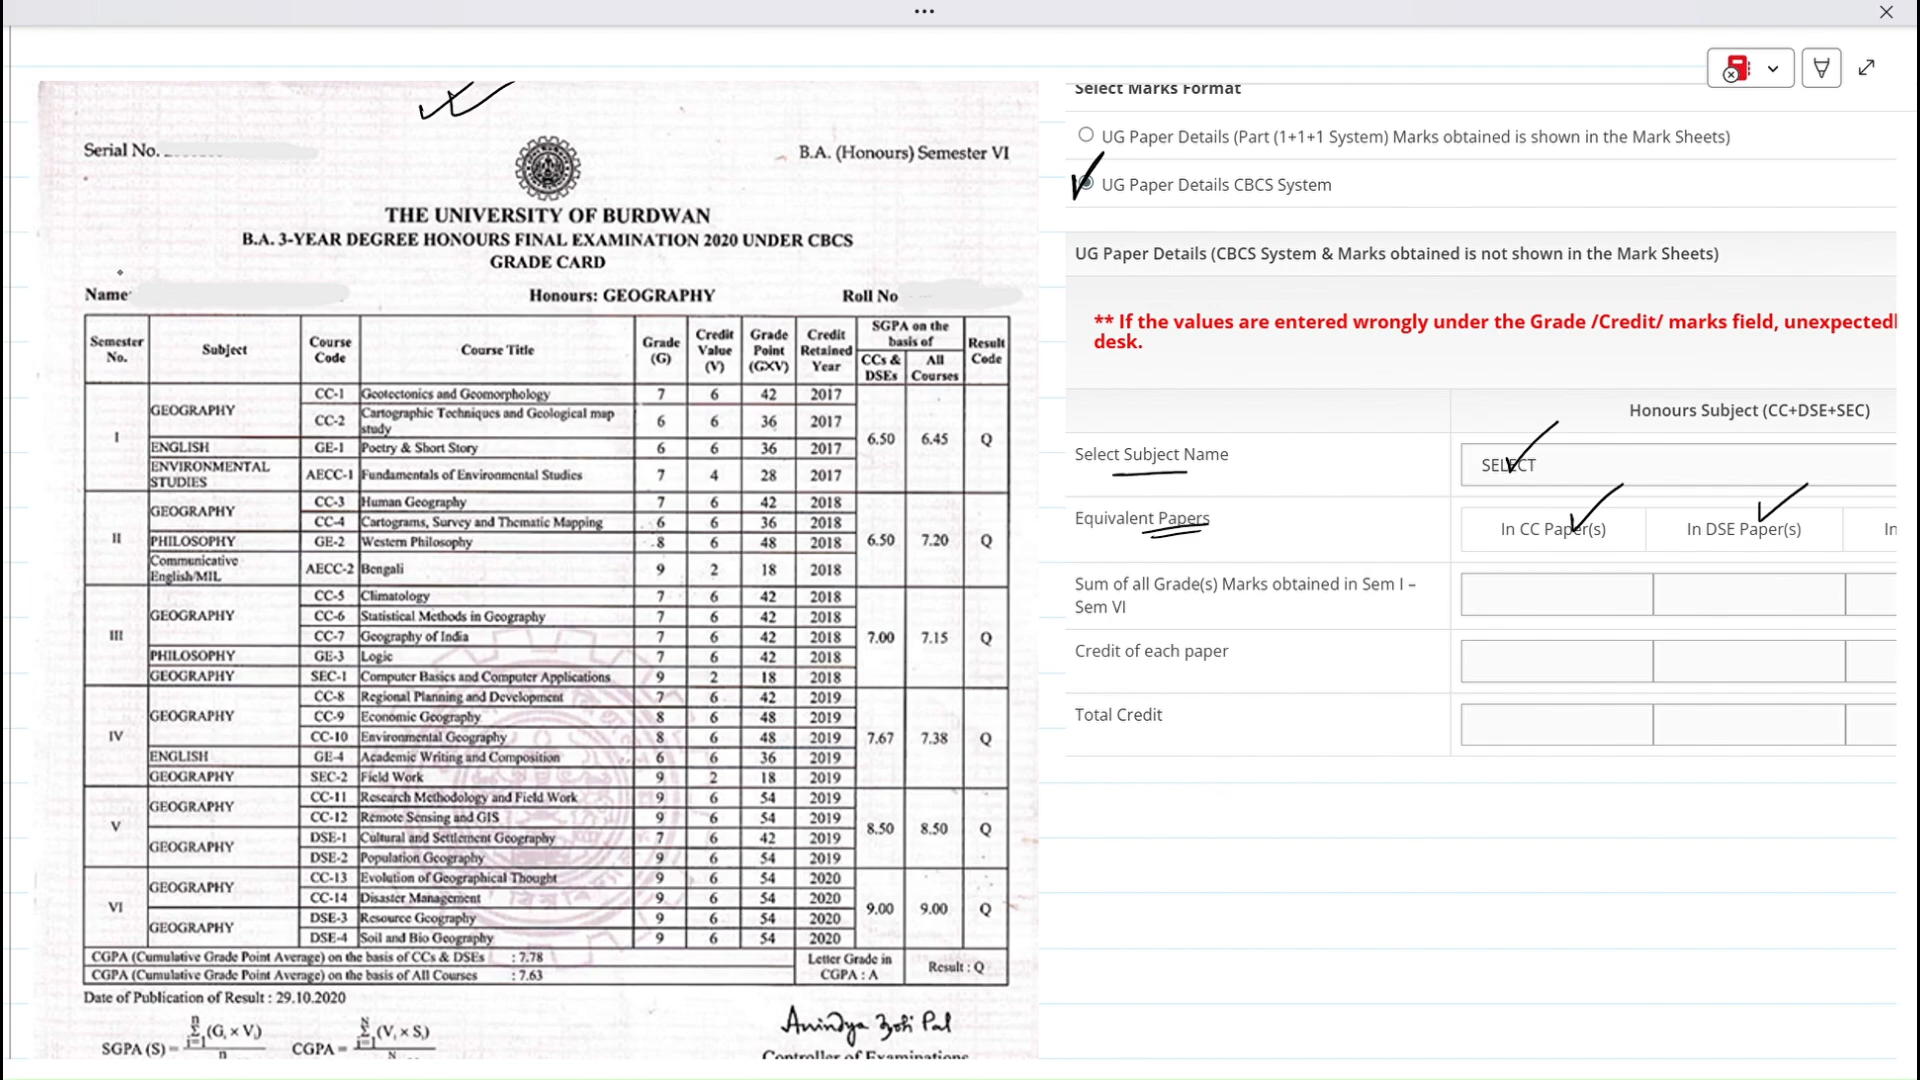 ...
Serial No.
B.A. (Honours) Semester VI
THE UNIVERSITY OF BURDWAN
B.A. 3-YEAR DEGREE HONOURS FINAL EXAMINATION 2020 UNDER CBCS
GRADE CARD
Name
Honours: GEOGRAPHY
Roll No
Semester No. Subject Course Code Course Title Grade (G) Credit Value (V) Grade Point (GXV) Credit Retained Year SGPA on the basis of CCs & DSEs All Courses Result Code
I GEOGRAPHY CC-1 Geotectonics and Geomorphology 7 6 42 2017 6.50 6.45 Q
CC-2 Cartographic Techniques and Geological map study 6 6 36 2017
ENGLISH GE-1 Poetry & Short Story 6 6 36 2017
ENVIRONMENTAL STUDIES AECC-1 Fundamentals of Environmental Studies 7 4 28 2017
II GEOGRAPHY CC-3 Human Geography 7 6 42 2018 6.50 7.20 Q
CC-4 Cartograms, Survey and Thematic Mapping 6 6 36 2018
PHILOSOPHY GE-2 Western Philosophy 8 6 48 2018
Communicative English/MIL AECC-2 Bengali 9 2 18 2018
III GEOGRAPHY CC-5 Climatology 7 6 42 2018 7.00 7.15 Q
CC-6 Statistical Methods in Geography 7 6 42 2018
CC-7 Geography of India 7 6 42 2018
PHILOSOPHY GE-3 Logic 7 6 42 2018
GEOGRAPHY SEC-1 Computer Basics and Computer Applications 9 2 18 2018
IV GEOGRAPHY CC-8 Regional Planning and Development 7 6 42 2019 7.67 7.38 Q
CC-9 Economic Geography 8 6 48 2019
CC-10 Environmental Geography 8 6 48 2019
ENGLISH GE-4 Academic Writing and Composition 6 6 36 2019
GEOGRAPHY SEC-2 Field Work 9 2 18 2019
V GEOGRAPHY CC-11 Research Methodology and Field Work 9 6 54 2019 8.50 8.50 Q
CC-12 Remote Sensing and GIS 9 6 54 2019
GEOGRAPHY DSE-1 Cultural and Settlement Geography 7 6 42 2019
DSE-2 Population Geography 9 6 54 2019
VI GEOGRAPHY CC-13 Evolution of Geographical Thought 9 6 54 2020 9.00 9.00 Q
CC-14 Disaster Management 9 6 54 2020
GEOGRAPHY DSE-3 Resource Geography 9 6 54 2020
DSE-4 Soil and Bio Geography 9 6 54 2020
CGPA (Cumulative Grade Point Average) on the basis of CCs & DSEs : 7.78
CGPA (Cumulative Grade Point Average) on the basis of All Courses : 7.63
Letter Grade in CGPA : A
Result : Q
Date of Publication of Result : 29.10.2020
SGPA (S) = Σ (Gi × Vi)
CGPA = Σ (Vi × Si)
Anindya Pal
Controller of Examinations
Select Marks Format
UG Paper Details (Part (1+1+1 System) Marks obtained is shown in the Mark Sheets)
UG Paper Details CBCS System
UG Paper Details (CBCS System & Marks obtained is not shown in the Mark Sheets)
** If the values are entered wrongly under the Grade /Credit/ marks field, unexpectedl
desk.
Honours Subject (CC+DSE+SEC)
Select Subject Name
SELECT
Equivalent Papers
In CC Paper(s) In DSE Paper(s) In
Sum of all Grade(s) Marks obtained in Sem I –
Sem VI
Credit of each paper
Total Credit